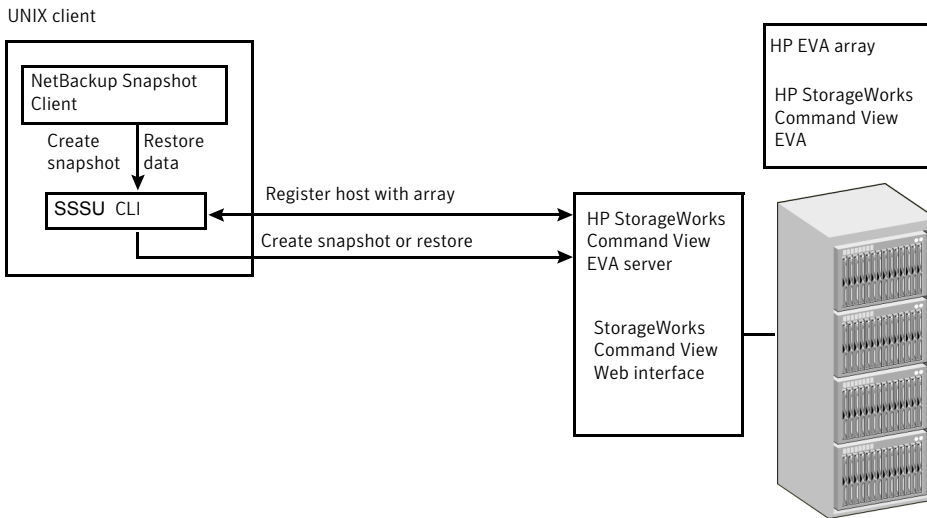 UNIX client
NetBackup Snapshot
Client
Create
snapshot
Restore
data
SSSU CLI
Register host with array
Create snapshot or restore
HP StorageWorks
Command View
EVA server
StorageWorks
Command View
Web interface
HP EVA array
HP StorageWorks
Command View
EVA